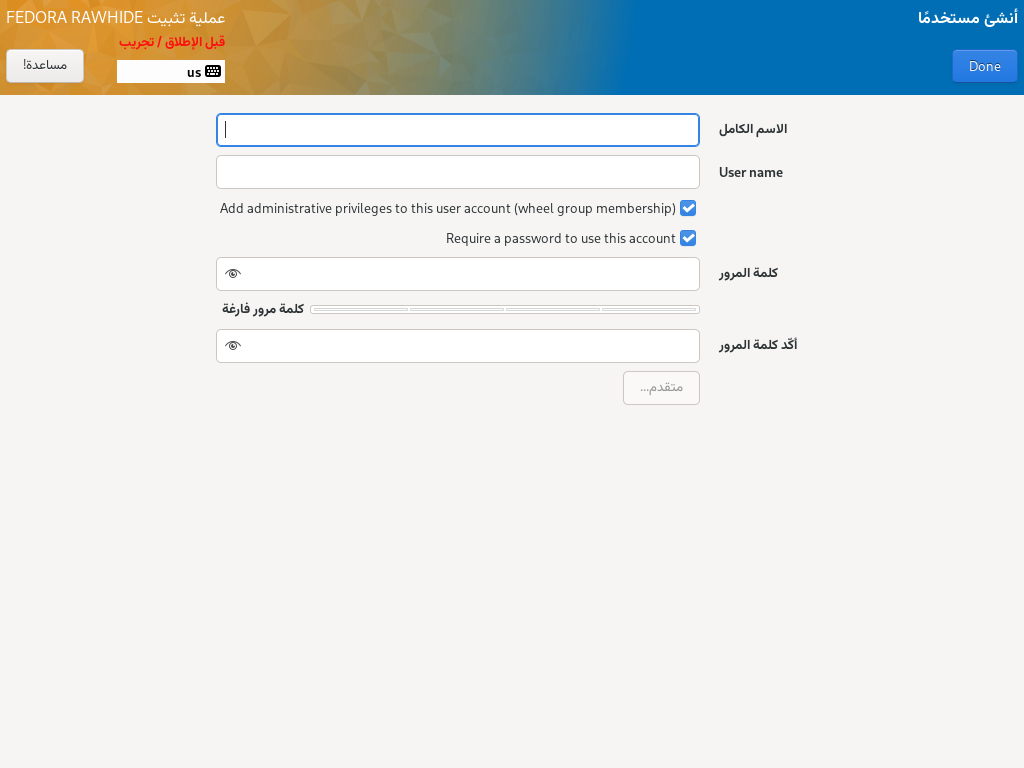 أنشئ مستخدمًا
عملية تثبيت FEDORA RAWHIDE
قبل الإطلاق / تجريب
Done
us
مساعدة!
الاسم الكامل
User name
Add administrative privileges to this user account (wheel group membership)
Require a password to use this account
كلمة المرور
كلمة مرور فارغة
أكّد كلمة المرور
متقدم...